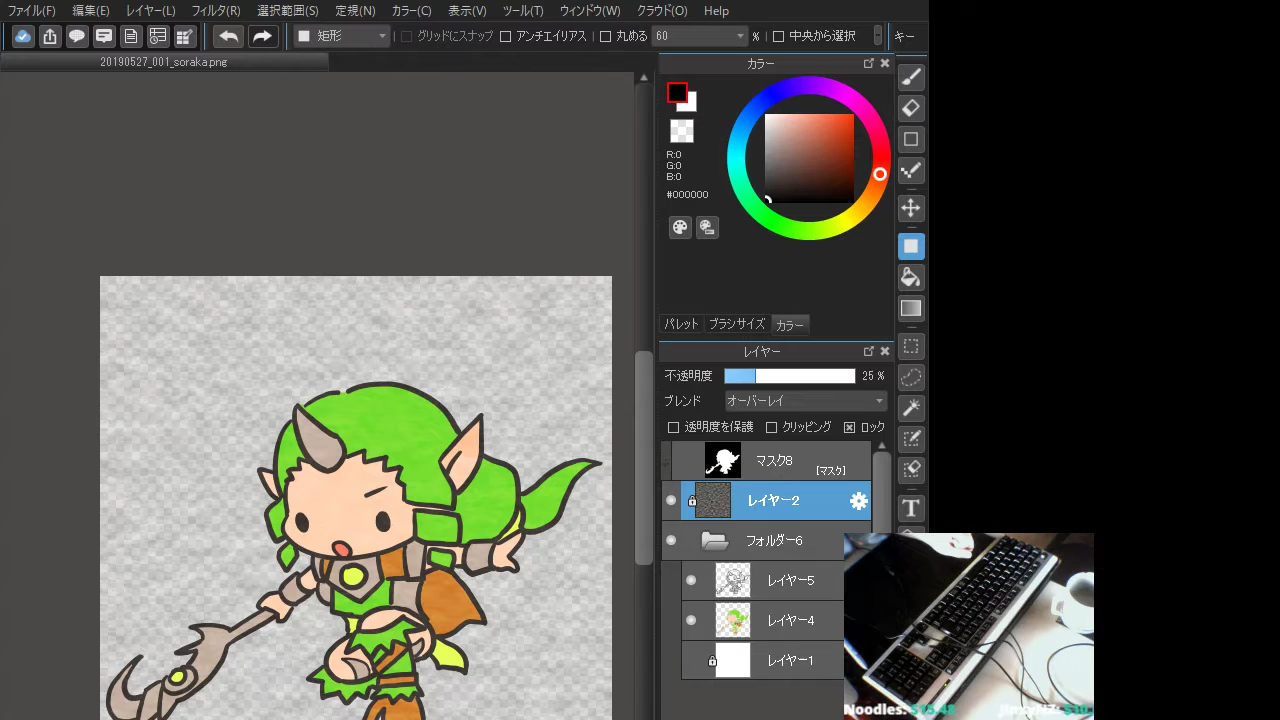 ファイル(F) 編集(E) レイヤー(L) フィルタ(R) 選択範囲(S) 定規(N) カラー(C) 表示(V) ツール(T) ウィンドウ(W) クラウド(O) Help
矩形 グリッドにスナップ アンチエイリアス 丸める 60 % 中央から選択 キー
20190527_001_soraka.png
カラー
R:0
G:0
B:0
#000000
パレット ブラシサイズ カラー
レイヤー
不透明度 25 %
ブレンド オーバーレイ
透明度を保護 クリッピング ロック
マスク8 [マスク]
レイヤー2
フォルダー6
レイヤー5
レイヤー4
レイヤー1
T
Noodles: $15.48